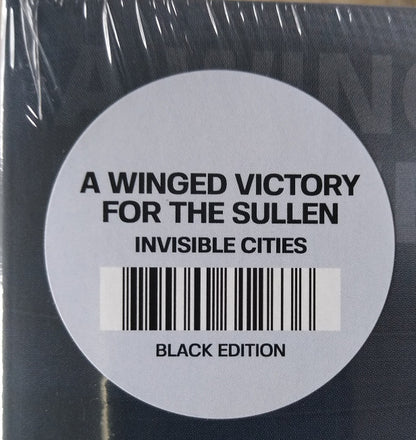 A WINGED VICTORY
FOR THE SULLEN
INVISIBLE CITIES
BLACK EDITION